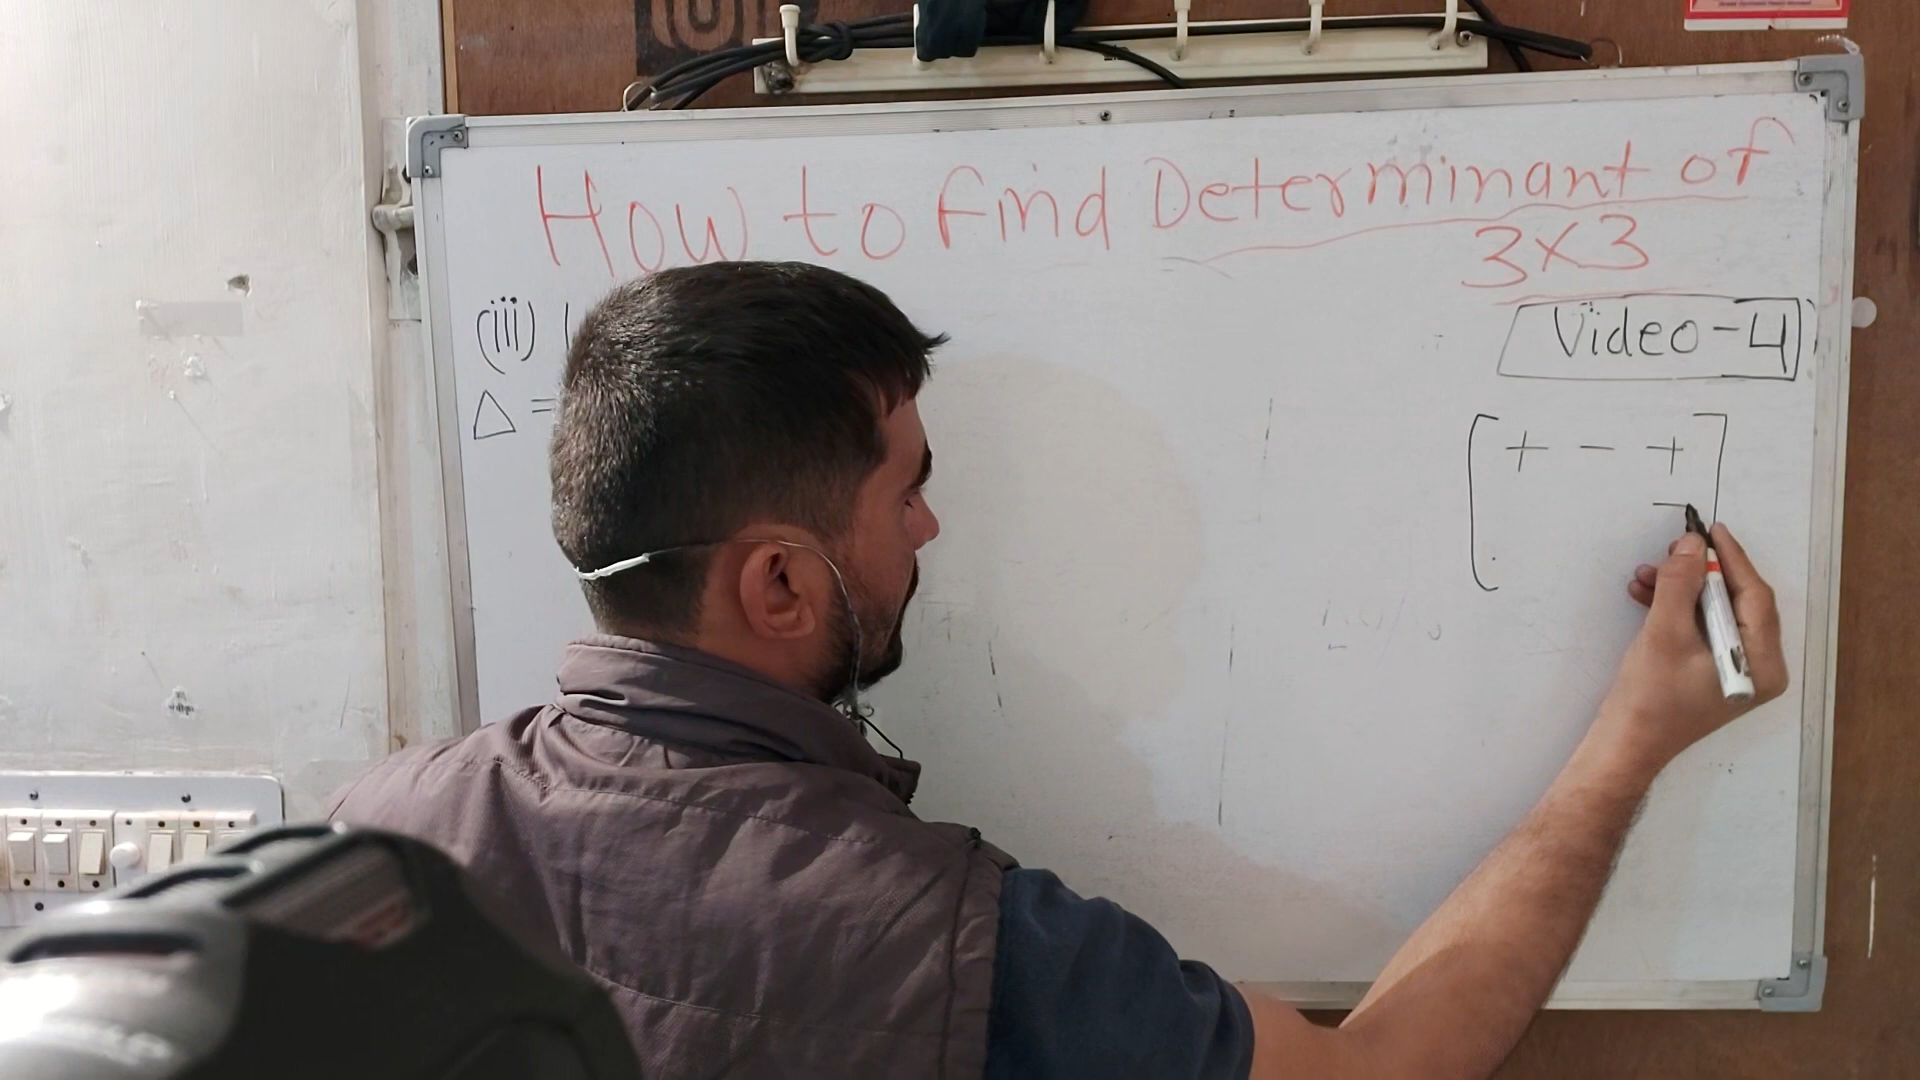 How to Find Determinant of
3×3
Video-4
(iii) |
△ =
[ + - + ]
-